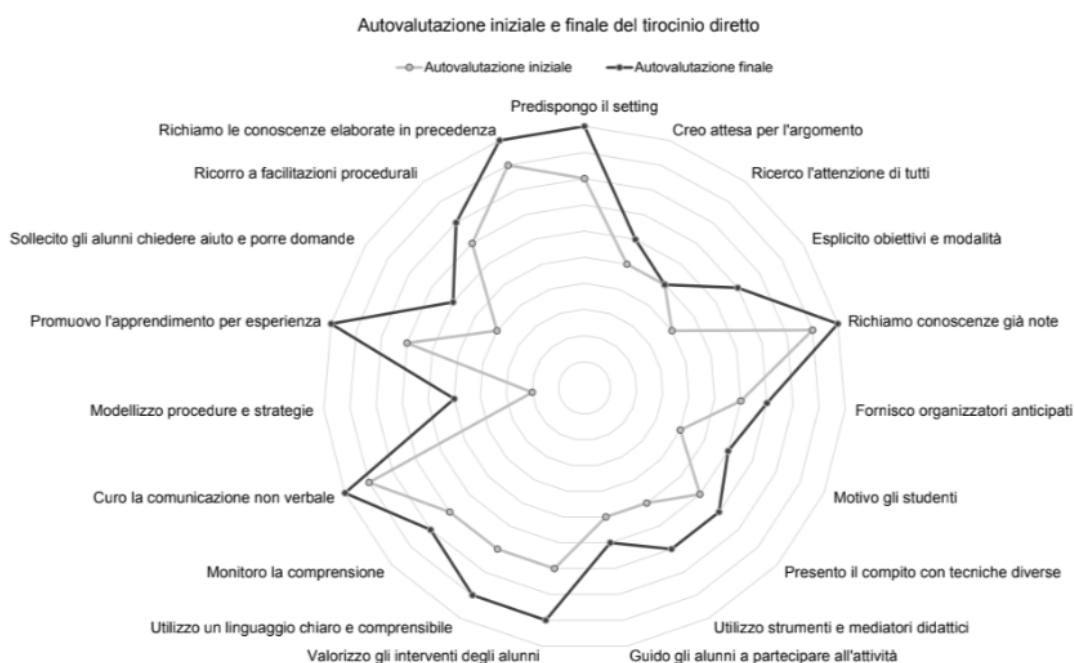 Autovalutazione iniziale e finale del tirocinio diretto
Autovalutazione iniziale
Autovalutazione finale
Predispongo il setting
Creo attesa per l'argomento
Ricerco l'attenzione di tutti
Esplicito obiettivi e modalità
Richiamo conoscenze già note
Fornisco organizzatori anticipati
Motivo gli studenti
Presento il compito con tecniche diverse
Utilizzo strumenti e mediatori didattici
Guido gli alunni a partecipare all'attività
Valorizzo gli interventi degli alunni
Utilizzo un linguaggio chiaro e comprensibile
Monitoro la comprensione
Curo la comunicazione non verbale
Modellizzo procedure e strategie
Promuovo l'apprendimento per esperienza
Sollecito gli alunni chiedere aiuto e porre domande
Ricorro a facilitazioni procedurali
Richiamo le conoscenze elaborate in precedenza